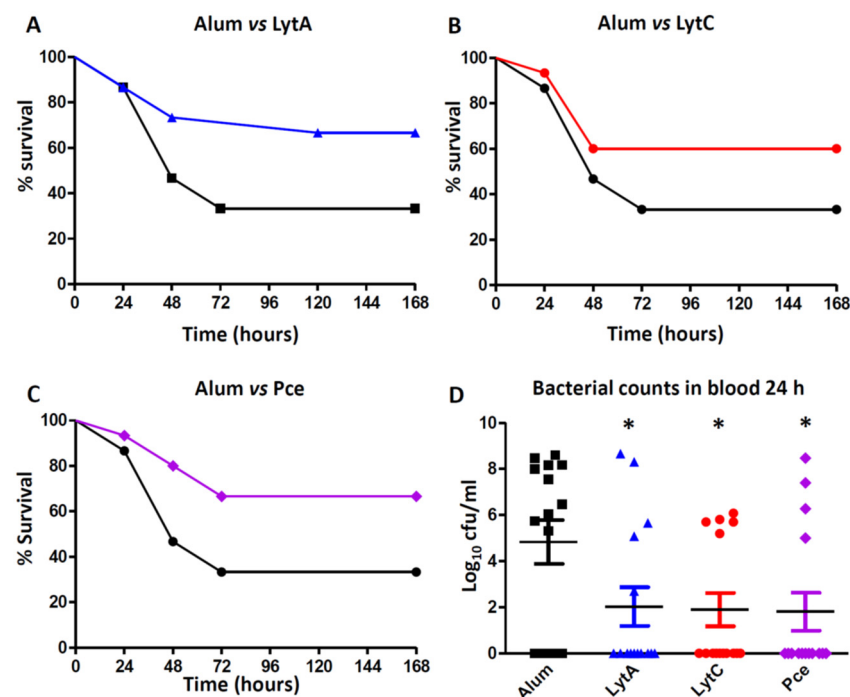 A
Alum vs LytA
% survival
100
80
60
40
20
0
0 24 48 72 96 120 144 168
Time (hours)
B
Alum vs LytC
% survival
100
80
60
40
20
0
0 24 48 72 96 120 144 168
Time (hours)
C
Alum vs Pce
% Survival
100
80
60
40
20
0
0 24 48 72 96 120 144 168
Time (hours)
D
Bacterial counts in blood 24 h
Log10 cfu/ml
10
8
6
4
2
0
* * *
Alum LytA LytC Pce